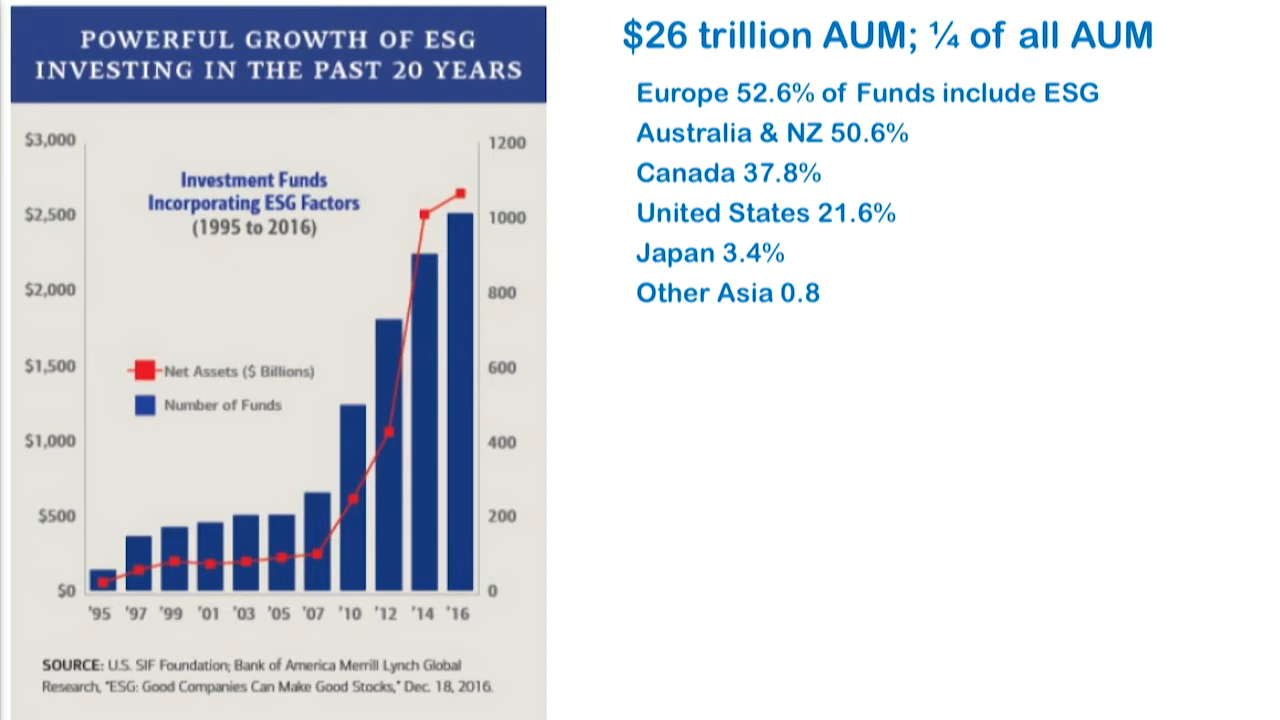 POWERFUL GROWTH OF ESG
INVESTING IN THE PAST 20 YEARS
$3,000
$2,500
$2,000
$1,500
$1,000
$500
$0
Investment Funds
Incorporating ESG Factors
(1995 to 2016)
Net Assets ($ Billions)
Number of Funds
1200
1000
800
600
400
200
0
'95 '97 '99 '01 '03 '05 '07 '10 '12 '14 '16
SOURCE: U.S. SIF Foundation; Bank of America Merrill Lynch Global
Research, "ESG: Good Companies Can Make Good Stocks," Dec. 18, 2016.
$26 trillion AUM; ¼ of all AUM
Europe 52.6% of Funds include ESG
Australia & NZ 50.6%
Canada 37.8%
United States 21.6%
Japan 3.4%
Other Asia 0.8